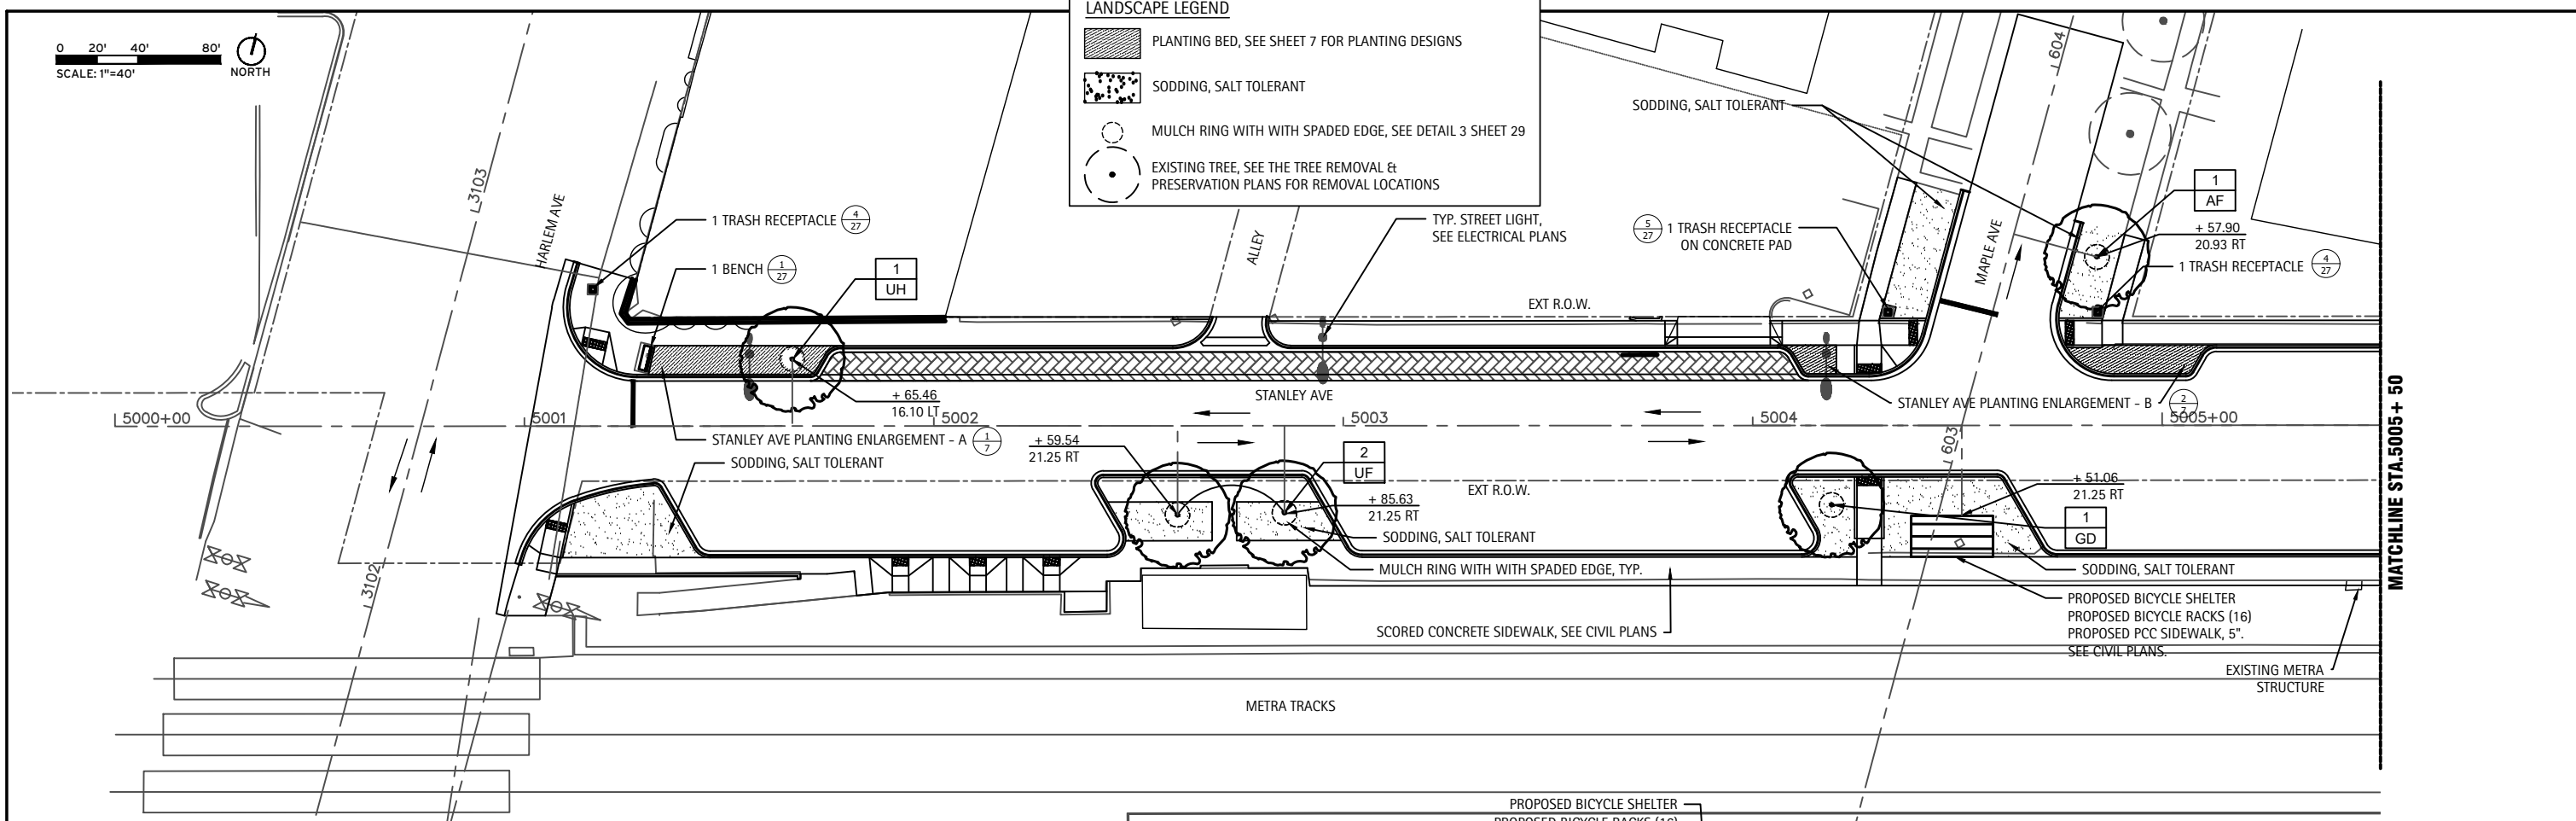 0 20' 40' 80'
SCALE: 1"=40'
NORTH
LANDSCAPE LEGEND
PLANTING BED, SEE SHEET 7 FOR PLANTING DESIGNS
SODDING, SALT TOLERANT
MULCH RING WITH WITH SPADED EDGE, SEE DETAIL 3 SHEET 29
EXISTING TREE, SEE THE TREE REMOVAL &
PRESERVATION PLANS FOR REMOVAL LOCATIONS
3103
HARLEM AVE
1 TRASH RECEPTACLE
4
27
1 BENCH
1
27
1
UH
ALLEY
TYP. STREET LIGHT,
SEE ELECTRICAL PLANS
5
27
1 TRASH RECEPTACLE
ON CONCRETE PAD
SODDING, SALT TOLERANT
604
MAPLE AVE
1
AF
+ 57.90
20.93 RT
1 TRASH RECEPTACLE
4
27
EXT R.O.W.
+ 65.46
16.10 LT
STANLEY AVE
STANLEY AVE PLANTING ENLARGEMENT - B
2
5000+00
5001
5002
5003
5004
5005+00
STANLEY AVE PLANTING ENLARGEMENT - A
1
7
SODDING, SALT TOLERANT
+ 59.54
21.25 RT
2
UF
+ 85.63
21.25 RT
EXT R.O.W.
603
+ 51.06
21.25 RT
1
GD
SODDING, SALT TOLERANT
MULCH RING WITH WITH SPADED EDGE, TYP.
SODDING, SALT TOLERANT
3102
SCORED CONCRETE SIDEWALK, SEE CIVIL PLANS
PROPOSED BICYCLE SHELTER
PROPOSED BICYCLE RACKS (16)
PROPOSED PCC SIDEWALK, 5".
SEE CIVIL PLANS.
EXISTING METRA
STRUCTURE
METRA TRACKS
MATCHLINE STA.5005+ 50
PROPOSED BICYCLE SHELTER
PROPOSED BICYCLE RACKS (16)